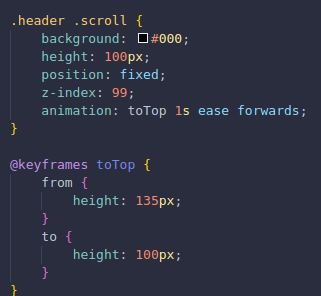 .header .scroll {
    background: #000;
    height: 100px;
    position: fixed;
    z-index: 99;
    animation: toTop 1s ease forwards;
}

@keyframes toTop {
    from {
        height: 135px;
    }
    to {
        height: 100px;
    }
}